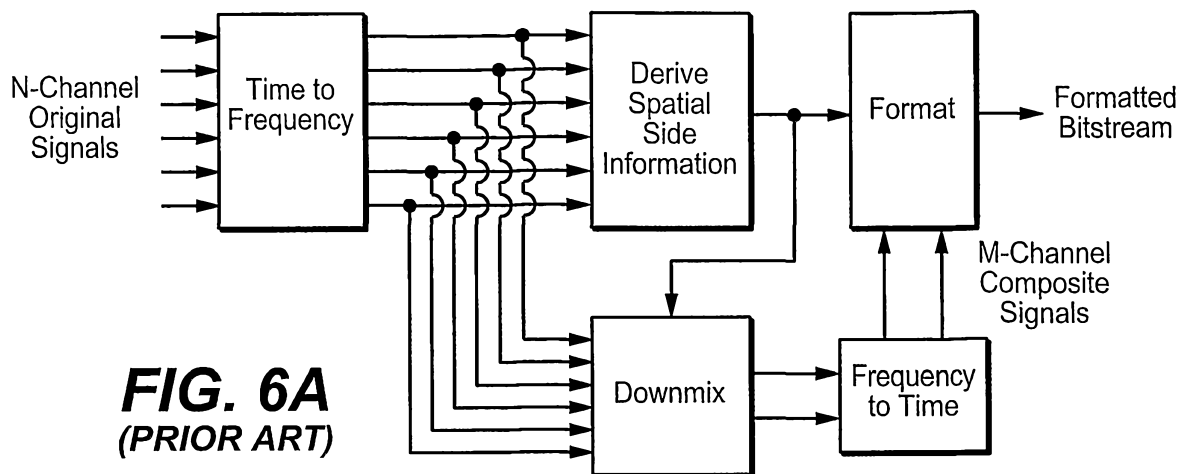 N-Channel
Original
Signals
Time to
Frequency
Derive
Spatial
Side
Information
Format
Formatted
Bitstream
M-Channel
Composite
Signals
Downmix
Frequency
to Time
FIG. 6A
(PRIOR ART)